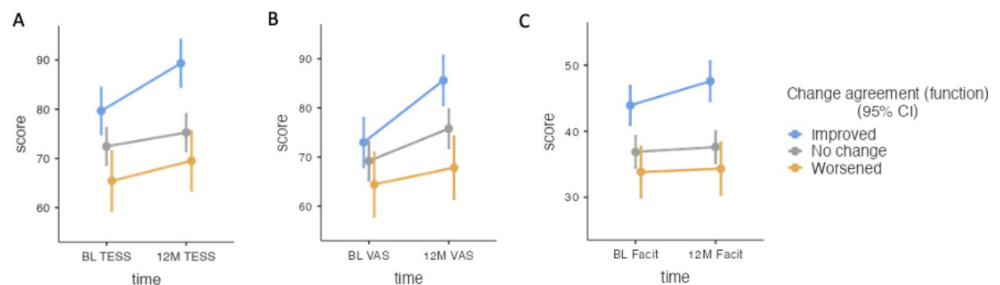 A
90
80
70
60
score
BL TESS
12M TESS
time
B
90
80
70
60
score
BL VAS
12M VAS
time
C
50
40
30
score
BL Facit
12M Facit
time
Change agreement (function)
(95% CI)
Improved
No change
Worsened